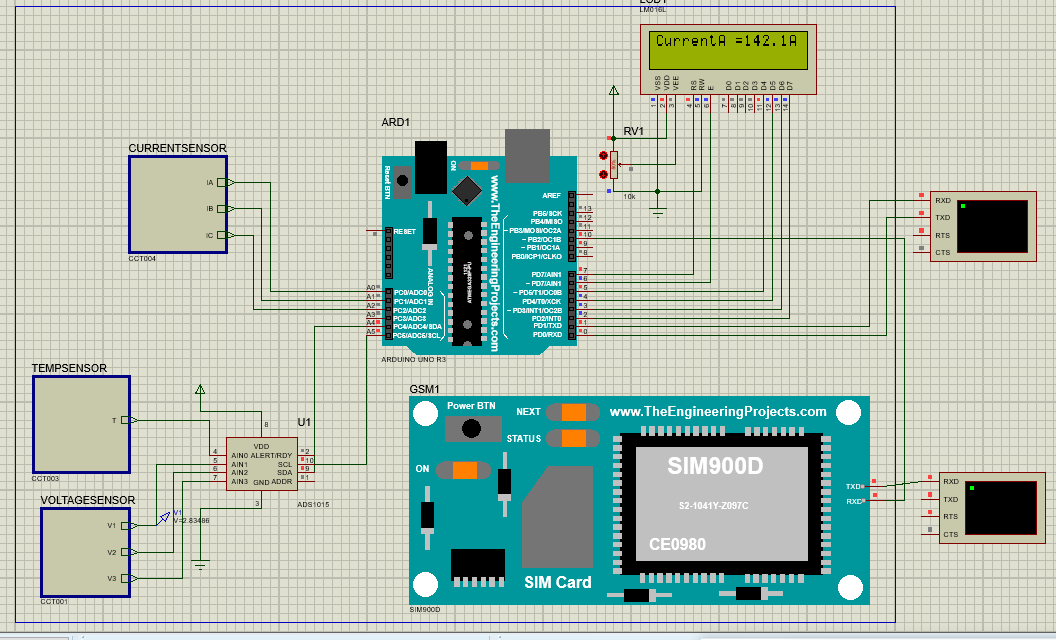 LCD1
LM016L
CurrentA =142.1A
VSS
VDD
VEE
RS
RW
E
D0
D1
D2
D3
D4
D5
D6
D7
1
2
3
4
5
6
7
8
9
10
11
12
13
14
RV1
10k
ARD1
Reset BTN
ON
www.TheEngineeringProjects.com
ANALOG IN
RESET
AREF
PB5/SCK
PB4/MISO
~PB3/MOSI/OC2A
~PB2/OC1B
~PB1/OC1A
PB0/ICP1/CLKO
PD7/AIN1
~PD6/AIN1
~PD5/T1/OC0B
PD4/T0/XCK
~PD3/INT1/OC2B
PD2/INT0
PD1/TXD
PD0/RXD
13
12
11
10
9
8
7
6
5
4
3
2
1
0
A0
A1
A2
A3
A4
A5
PC0/ADC0
PC1/ADC1
PC2/ADC2
PC3/ADC3
PC4/ADC4/SDA
PC5/ADC5/SCL
ARDUINO UNO R3
CURRENTSENSOR
IA
IB
IC
CCT004
TEMPSENSOR
T
CCT003
VOLTAGESENSOR
V1
V2
V3
CCT001
V1
V=2.83486
U1
VDD
AIN0
AIN1
AIN2
AIN3
ALERT/RDY
SCL
SDA
GND
ADDR
8
4
5
6
7
2
10
9
1
3
ADS1015
GSM1
Power BTN
NEXT
STATUS
ON
www.TheEngineeringProjects.com
SIM900D
S2-1041Y-Z097C
CE0980
SIM Card
TXD
RXD
SIM900D
RXD
TXD
RTS
CTS
RXD
TXD
RTS
CTS